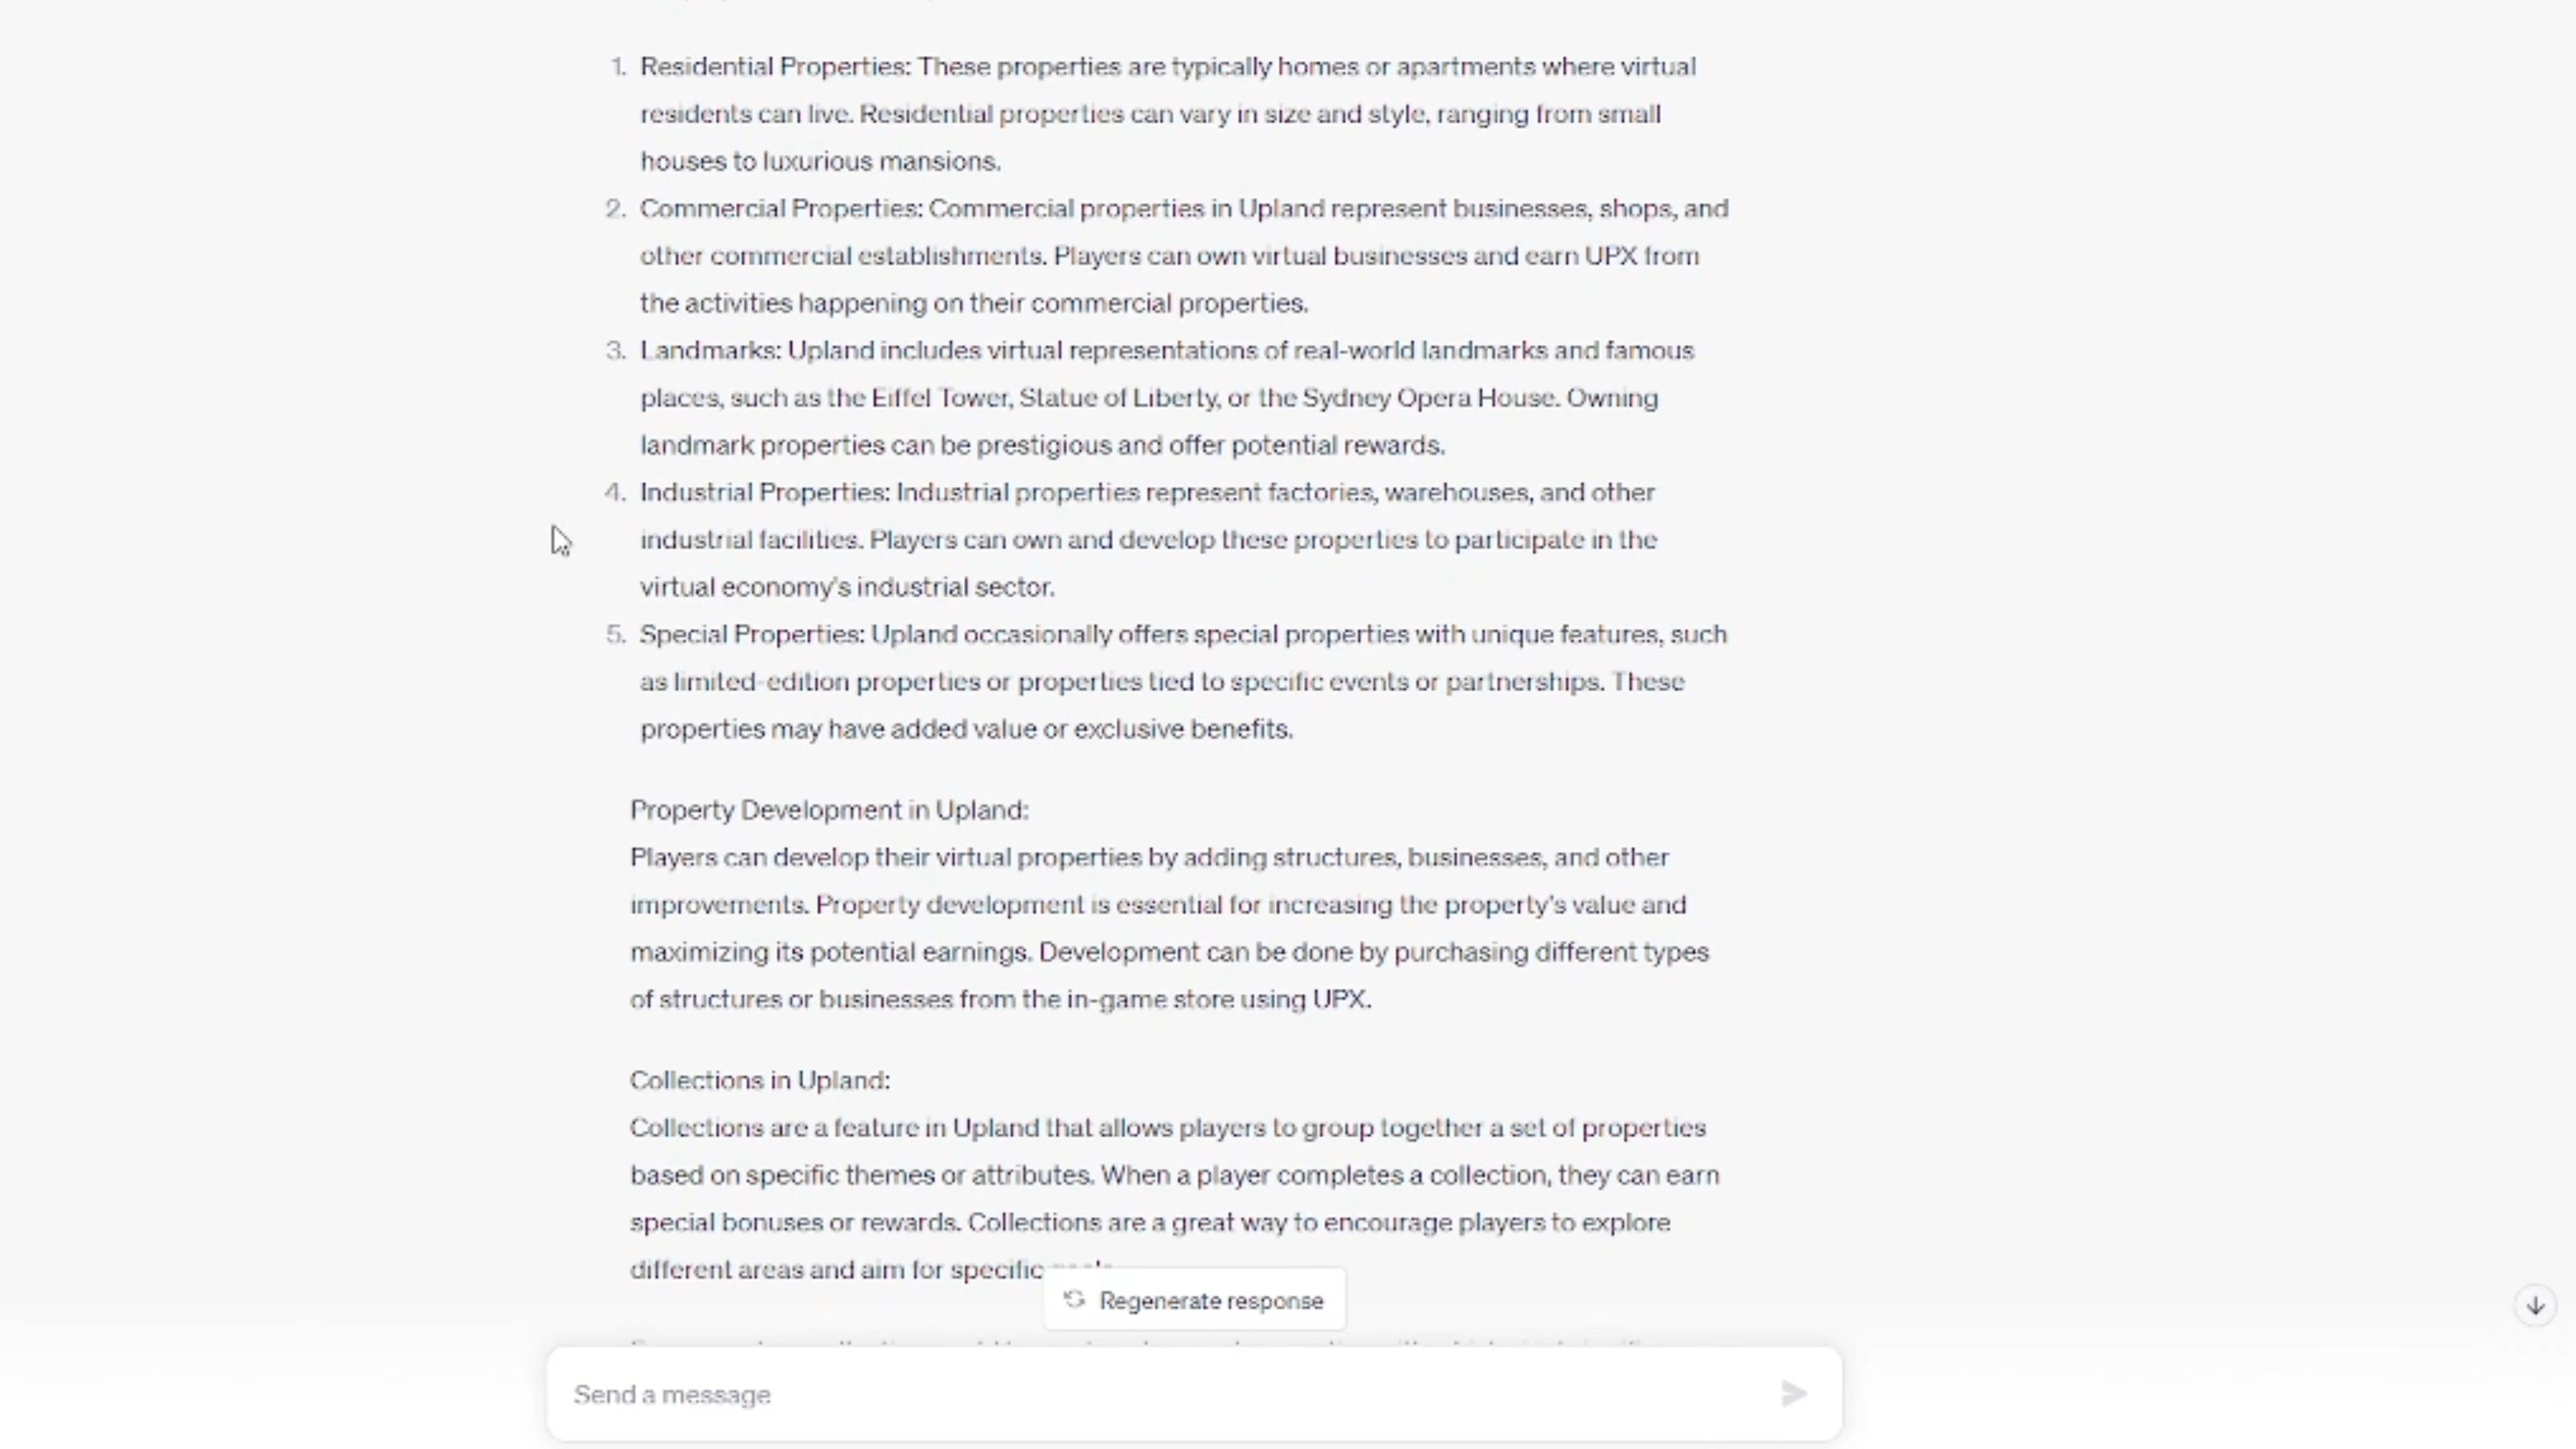 1. Residential Properties: These properties are typically homes or apartments where virtual
residents can live. Residential properties can vary in size and style, ranging from small
houses to luxurious mansions.
2. Commercial Properties: Commercial properties in Upland represent businesses, shops, and
other commercial establishments. Players can own virtual businesses and earn UPX from
the activities happening on their commercial properties.
3. Landmarks: Upland includes virtual representations of real-world landmarks and famous
places, such as the Eiffel Tower, Statue of Liberty, or the Sydney Opera House. Owning
landmark properties can be prestigious and offer potential rewards.
4. Industrial Properties: Industrial properties represent factories, warehouses, and other
industrial facilities. Players can own and develop these properties to participate in the
virtual economy's industrial sector.
5. Special Properties: Upland occasionally offers special properties with unique features, such
as limited-edition properties or properties tied to specific events or partnerships. These
properties may have added value or exclusive benefits.
Property Development in Upland:
Players can develop their virtual properties by adding structures, businesses, and other
improvements. Property development is essential for increasing the property's value and
maximizing its potential earnings. Development can be done by purchasing different types
of structures or businesses from the in-game store using UPX.
Collections in Upland:
Collections are a feature in Upland that allows players to group together a set of properties
based on specific themes or attributes. When a player completes a collection, they can earn
special bonuses or rewards. Collections are a great way to encourage players to explore
different areas and aim for specific
Regenerate response
Send a message